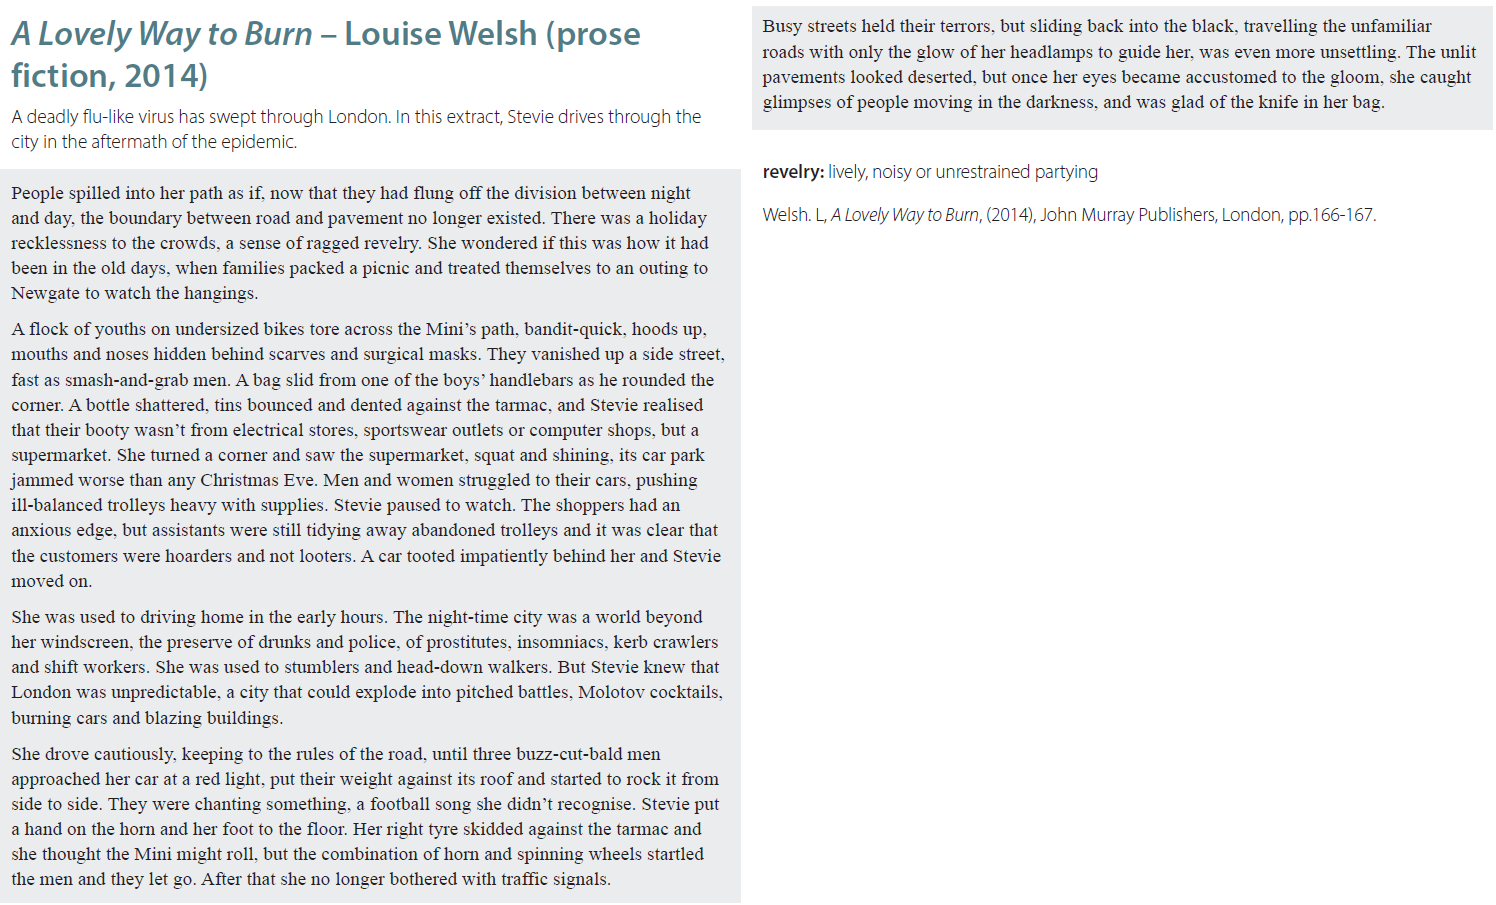 A Lovely Way to Burn – Louise Welsh (prose
fiction, 2014)
A deadly flu-like virus has swept through London. In this extract, Stevie drives through the
city in the aftermath of the epidemic.
People spilled into her path as if, now that they had flung off the division between night
and day, the boundary between road and pavement no longer existed. There was a holiday
recklessness to the crowds, a sense of ragged revelry. She wondered if this was how it had
been in the old days, when families packed a picnic and treated themselves to an outing to
Newgate to watch the hangings.
A flock of youths on undersized bikes tore across the Mini’s path, bandit-quick, hoods up,
mouths and noses hidden behind scarves and surgical masks. They vanished up a side street,
fast as smash-and-grab men. A bag slid from one of the boys’ handlebars as he rounded the
corner. A bottle shattered, tins bounced and dented against the tarmac, and Stevie realised
that their booty wasn’t from electrical stores, sportswear outlets or computer shops, but a
supermarket. She turned a corner and saw the supermarket, squat and shining, its car park
jammed worse than any Christmas Eve. Men and women struggled to their cars, pushing
ill-balanced trolleys heavy with supplies. Stevie paused to watch. The shoppers had an
anxious edge, but assistants were still tidying away abandoned trolleys and it was clear that
the customers were hoarders and not looters. A car tooted impatiently behind her and Stevie
moved on.
She was used to driving home in the early hours. The night-time city was a world beyond
her windscreen, the preserve of drunks and police, of prostitutes, insomniacs, kerb crawlers
and shift workers. She was used to stumblers and head-down walkers. But Stevie knew that
London was unpredictable, a city that could explode into pitched battles, Molotov cocktails,
burning cars and blazing buildings.
She drove cautiously, keeping to the rules of the road, until three buzz-cut-bald men
approached her car at a red light, put their weight against its roof and started to rock it from
side to side. They were chanting something, a football song she didn’t recognise. Stevie put
a hand on the horn and her foot to the floor. Her right tyre skidded against the tarmac and
she thought the Mini might roll, but the combination of horn and spinning wheels startled
the men and they let go. After that she no longer bothered with traffic signals.
Busy streets held their terrors, but sliding back into the black, travelling the unfamiliar
roads with only the glow of her headlamps to guide her, was even more unsettling. The unlit
pavements looked deserted, but once her eyes became accustomed to the gloom, she caught
glimpses of people moving in the darkness, and was glad of the knife in her bag.
revelry: lively, noisy or unrestrained partying
Welsh. L, A Lovely Way to Burn, (2014), John Murray Publishers, London, pp.166-167.